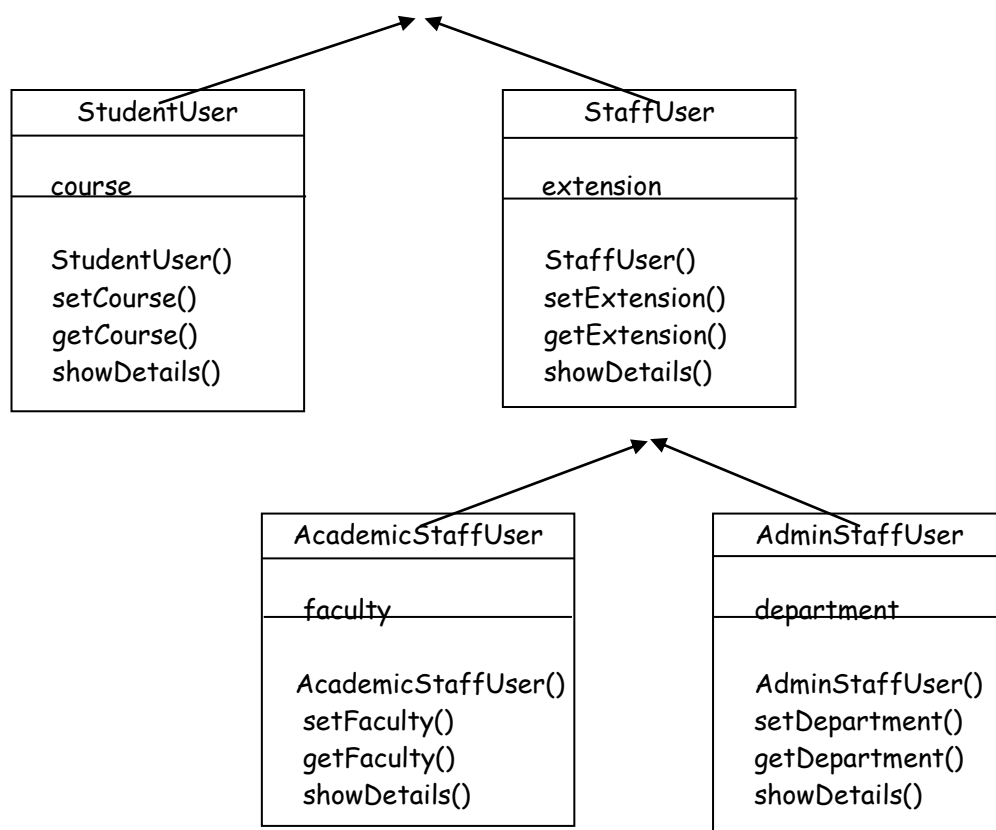 StudentUser
course
StudentUser()
setCourse()
getCourse()
showDetails()
StaffUser
extension
StaffUser()
setExtension()
getExtension()
showDetails()
AcademicStaffUser
faculty
AcademicStaffUser()
setFaculty()
getFaculty()
showDetails()
AdminStaffUser
department
AdminStaffUser()
setDepartment()
getDepartment()
showDetails()